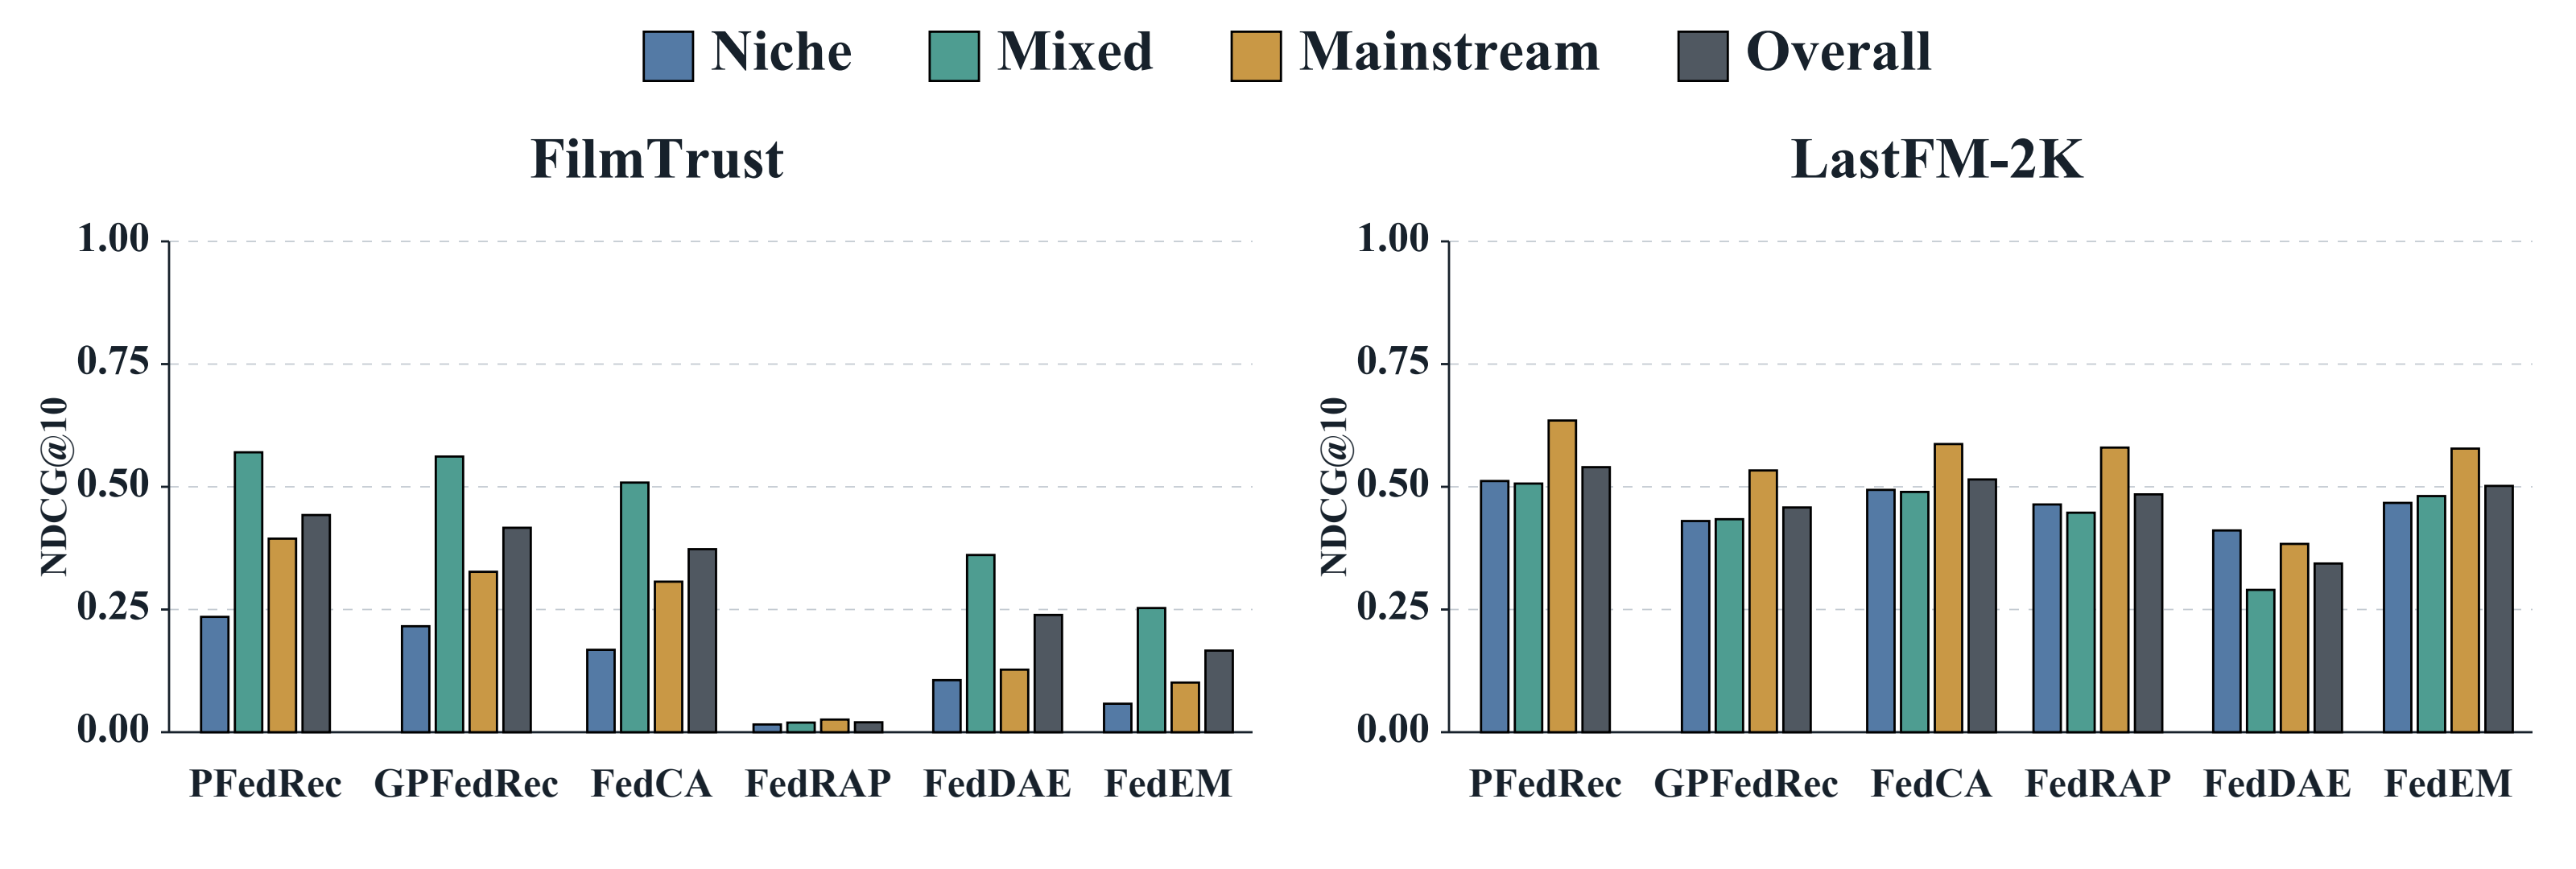 Niche Mixed Mainstream Overall
FilmTrust
NDCG@10
1.00
0.75
0.50
0.25
0.00
PFedRec GPFedRec FedCA FedRAP FedDAE FedEM
LastFM-2K
NDCG@10
1.00
0.75
0.50
0.25
0.00
PFedRec GPFedRec FedCA FedRAP FedDAE FedEM